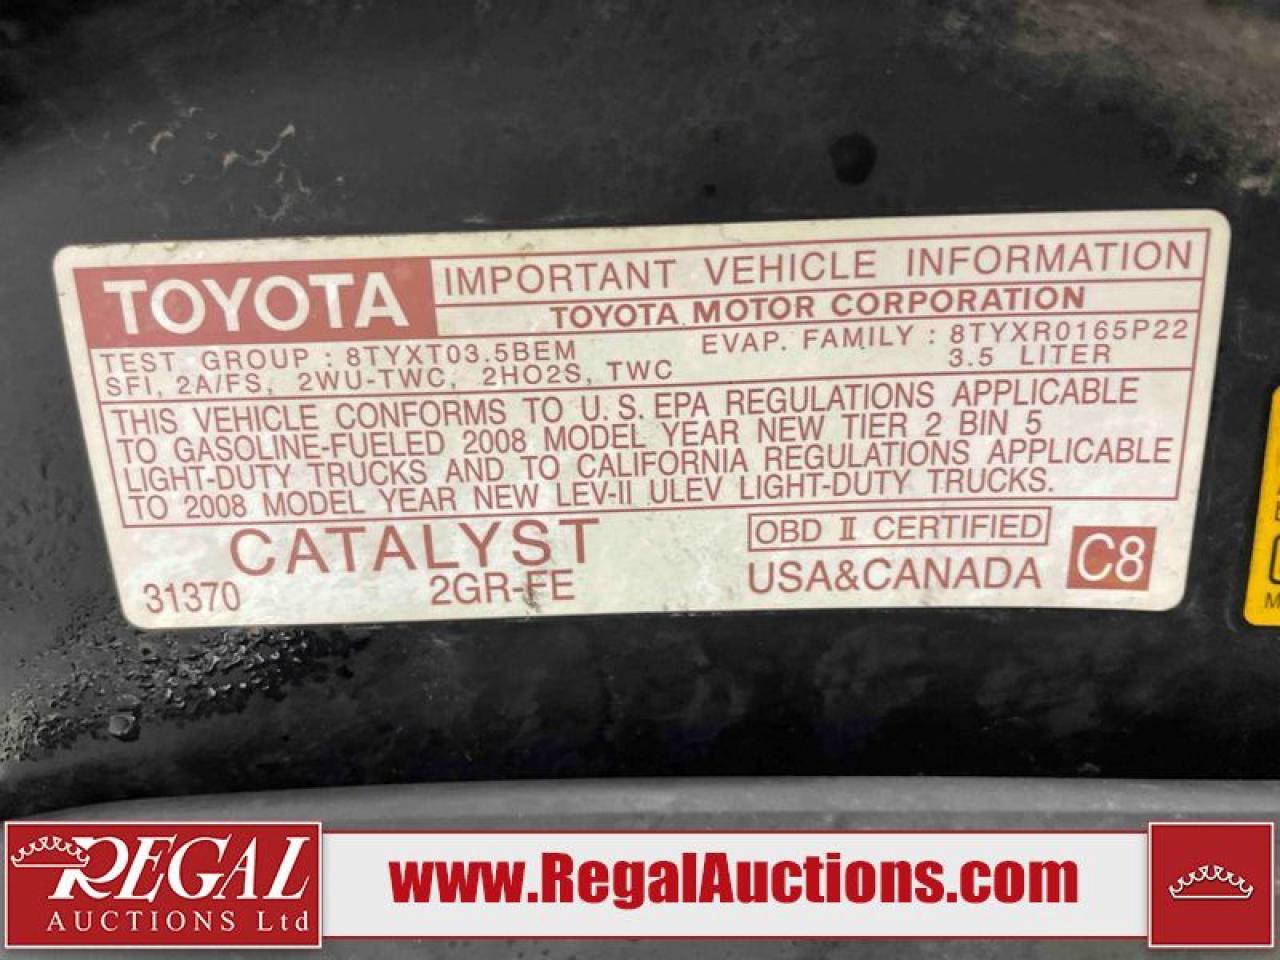 TOYOTA
IMPORTANT VEHICLE INFORMATION
TOYOTA MOTOR CORPORATION
TEST GROUP : 8TYXT03.5BEM
EVAP. FAMILY : 8TYXR0165P22
SFI, 2A/FS, 2WU-TWC, 2HO2S, TWC
3.5 LITER
THIS VEHICLE CONFORMS TO U.S. EPA REGULATIONS APPLICABLE
TO GASOLINE-FUELED 2008 MODEL YEAR NEW TIER 2 BIN 5
LIGHT-DUTY TRUCKS AND TO CALIFORNIA REGULATIONS APPLICABLE
TO 2008 MODEL YEAR NEW LEV-II ULEV LIGHT-DUTY TRUCKS.
CATALYST
OBD II CERTIFIED
C8
31370
2GR-FE
USA&CANADA
REGAL
AUCTIONS Ltd
www.RegalAuctions.com